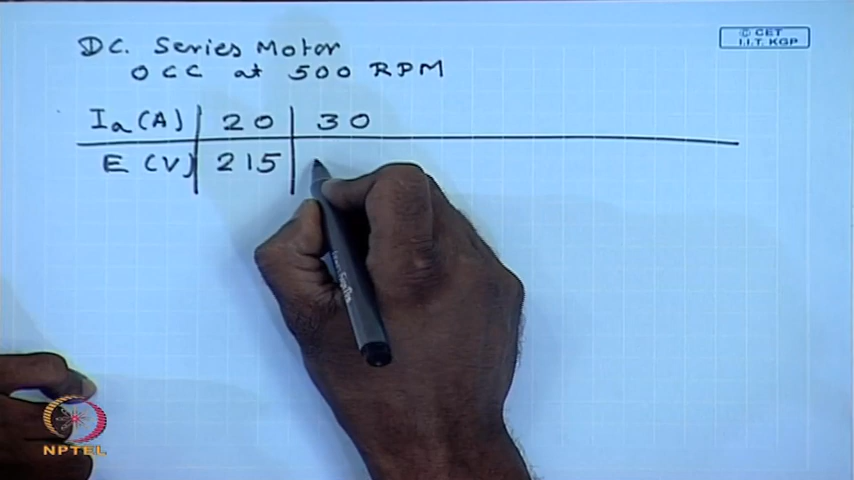 DC. Series Motor
OCC at 500 RPM
© CET
I.I.T. KGP
Ia (A) | 20 | 30
E (V) | 215 |
NPTEL